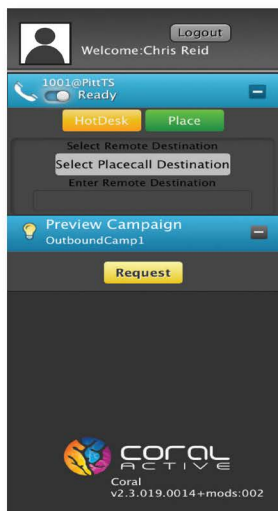 Logout
Welcome:Chris Reid
1001@PittTS
Ready
HotDesk Place
Select Remote Destination
Select Placecall Destination
Enter Remote Destination
Preview Campaign
OutboundCamp1
Request
CORAL
ACTIVE
Coral
v2.3.019.0014+mods:002